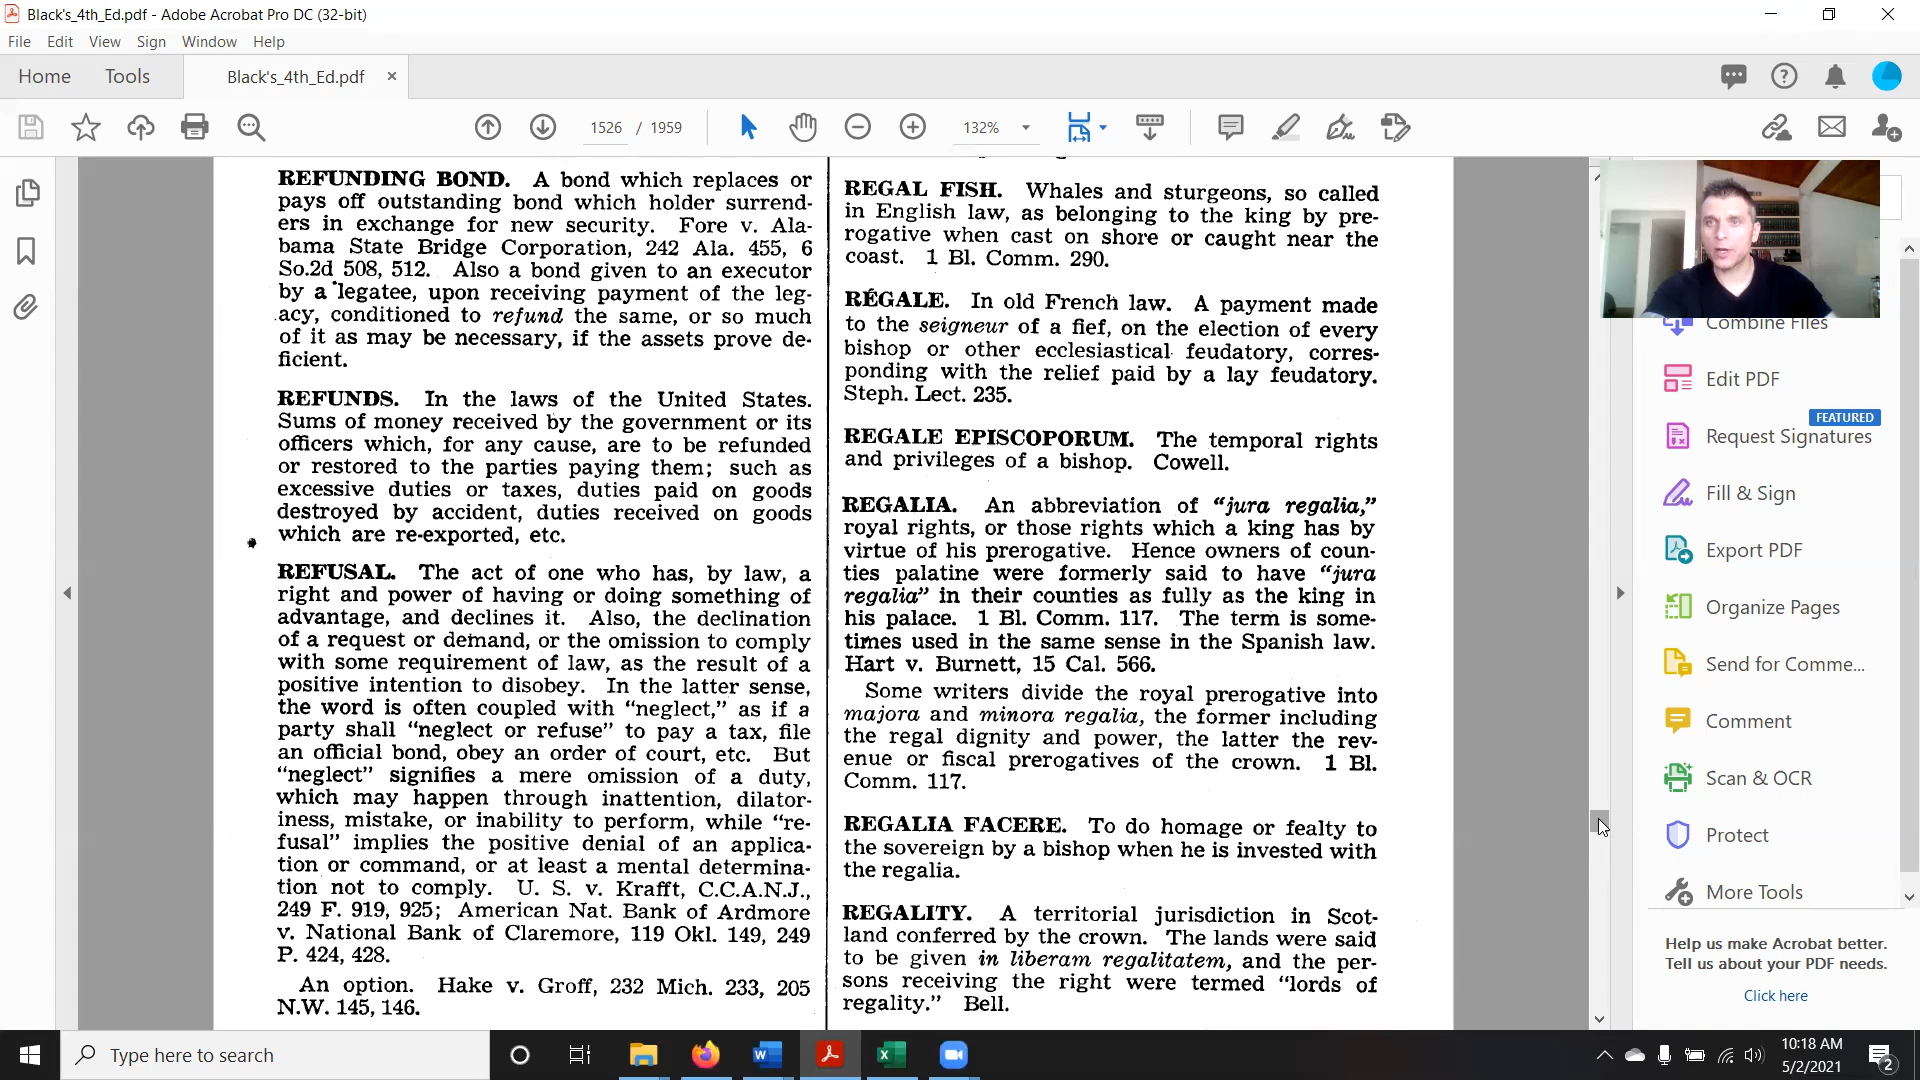 Black's_4th_Ed.pdf - Adobe Acrobat Pro DC (32-bit)
File Edit View Sign Window Help
Home Tools Black's_4th_Ed.pdf ×
1526 / 1959 132%
REFUNDING BOND. A bond which replaces or
pays off outstanding bond which holder surrend-
ers in exchange for new security. Fore v. Ala-
bama State Bridge Corporation, 242 Ala. 455, 6
So.2d 508, 512. Also a bond given to an executor
by a legatee, upon receiving payment of the leg-
acy, conditioned to refund the same, or so much
of it as may be necessary, if the assets prove de-
ficient.
REFUNDS. In the laws of the United States.
Sums of money received by the government or its
officers which, for any cause, are to be refunded
or restored to the parties paying them; such as
excessive duties or taxes, duties paid on goods
destroyed by accident, duties received on goods
which are re-exported, etc.
REFUSAL. The act of one who has, by law, a
right and power of having or doing something of
advantage, and declines it. Also, the declination
of a request or demand, or the omission to comply
with some requirement of law, as the result of a
positive intention to disobey. In the latter sense,
the word is often coupled with "neglect," as if a
party shall "neglect or refuse" to pay a tax, file
an official bond, obey an order of court, etc. But
"neglect" signifies a mere omission of a duty,
which may happen through inattention, dilator-
iness, mistake, or inability to perform, while "re-
fusal" implies the positive denial of an applica-
tion or command, or at least a mental determina-
tion not to comply. U. S. v. Krafft, C.C.A.N.J.,
249 F. 919, 925; American Nat. Bank of Ardmore
v. National Bank of Claremore, 119 Okl. 149, 249
P. 424, 428.
An option. Hake v. Groff, 232 Mich. 233, 205
N.W. 145, 146.
REGAL FISH. Whales and sturgeons, so called
in English law, as belonging to the king by pre-
rogative when cast on shore or caught near the
coast. 1 Bl. Comm. 290.
RÉGALE. In old French law. A payment made
to the seigneur of a fief, on the election of every
bishop or other ecclesiastical feudatory, corres-
ponding with the relief paid by a lay feudatory.
Steph. Lect. 235.
REGALE EPISCOPORUM. The temporal rights
and privileges of a bishop. Cowell.
REGALIA. An abbreviation of "jura regalia,"
royal rights, or those rights which a king has by
virtue of his prerogative. Hence owners of coun-
ties palatine were formerly said to have "jura
regalia" in their counties as fully as the king in
his palace. 1 Bl. Comm. 117. The term is some-
times used in the same sense in the Spanish law.
Hart v. Burnett, 15 Cal. 566.
Some writers divide the royal prerogative into
majora and minora regalia, the former including
the regal dignity and power, the latter the rev-
enue or fiscal prerogatives of the crown. 1 Bl.
Comm. 117.
REGALIA FACERE. To do homage or fealty to
the sovereign by a bishop when he is invested with
the regalia.
REGALITY. A territorial jurisdiction in Scot-
land conferred by the crown. The lands were said
to be given in liberam regalitatem, and the per-
sons receiving the right were termed "lords of
regality." Bell.
Combine Files
Edit PDF
FEATURED
Request Signatures
Fill & Sign
Export PDF
Organize Pages
Send for Comme...
Comment
Scan & OCR
Protect
More Tools
Help us make Acrobat better.
Tell us about your PDF needs.
Click here
Type here to search
10:18 AM
5/2/2021
2